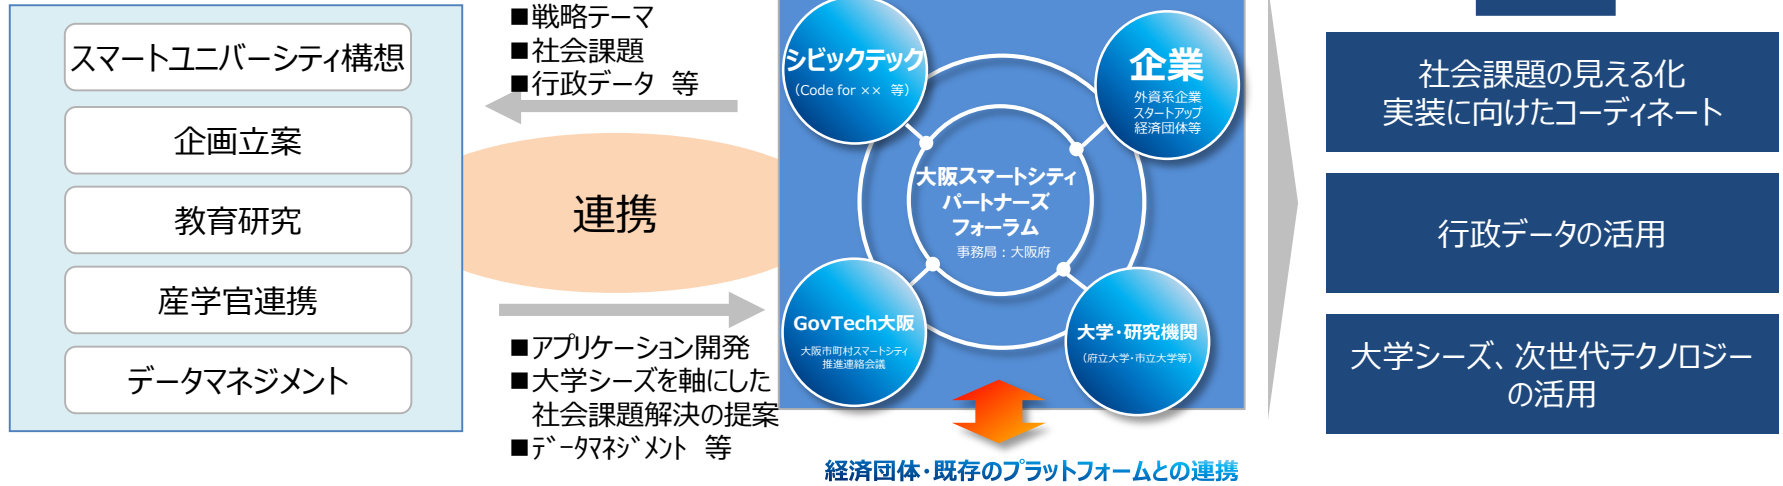 スマートユニバーシティ構想
企画立案
教育研究
産学官連携
データマネジメント
■戦略テーマ
■社会課題
■行政データ 等
連携
■アプリケーション開発
■大学シーズを軸にした
社会課題解決の提案
■ﾃﾞｰﾀﾏﾈｼﾞﾒﾝﾄ 等
シビックテック
（Code for ×× 等）
企業
外資系企業
スタートアップ
経済団体等
大阪スマートシティ
パートナーズ
フォーラム
事務局：大阪府
GovTech大阪
大阪市町村スマートシティ
推進連絡会議
大学・研究機関
（府立大学・市立大学等）
経済団体・既存のプラットフォームとの連携
社会課題の見える化
実装に向けたコーディネート
行政データの活用
大学シーズ、次世代テクノロジー
の活用